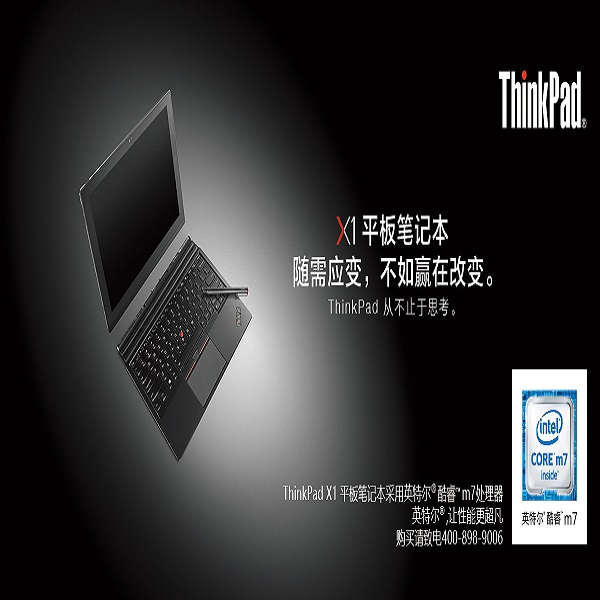 ThinkPad®
X1 平板笔记本
随需应变，不如赢在改变。
ThinkPad 从不止于思考。
ThinkPad X1 平板笔记本采用英特尔®酷睿™ m7处理器
英特尔®,让性能更超凡
购买请致电400-898-9006
intel®
CORE m7
inside™
英特尔®酷睿™m7